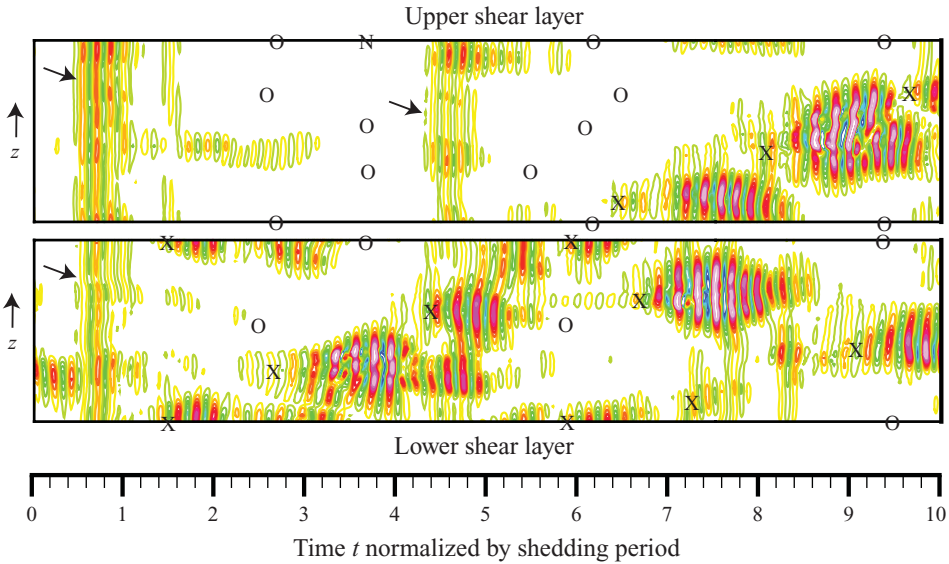 Upper shear layer
O N O O
O O X
N
O O
X
O
z
X
O O O
X O X O
X X
z
O O
X X
X
X X O
Lower shear layer
0 1 2 3 4 5 6 7 8 9 10
Time t normalized by shedding period